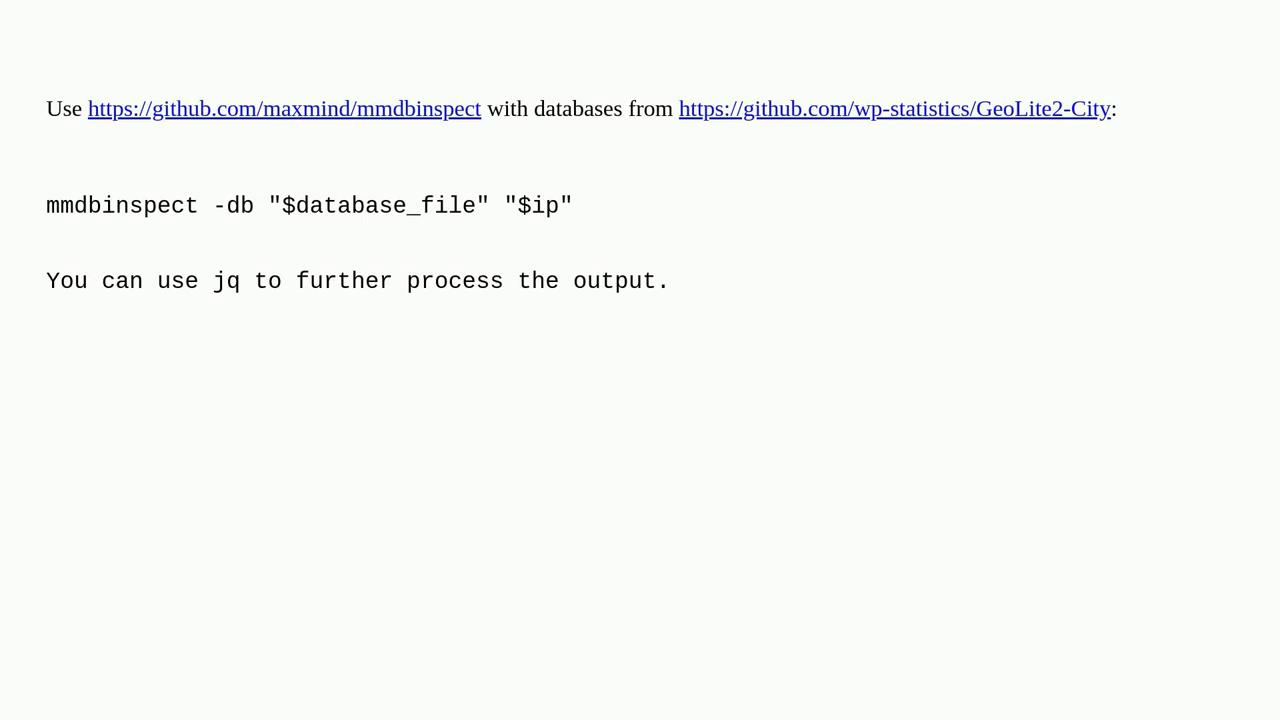 Use https://github.com/maxmind/mmdbinspect with databases from https://github.com/wp-statistics/GeoLite2-City:
mmdbinspect -db "$database_file" "$ip"
You can use jq to further process the output.